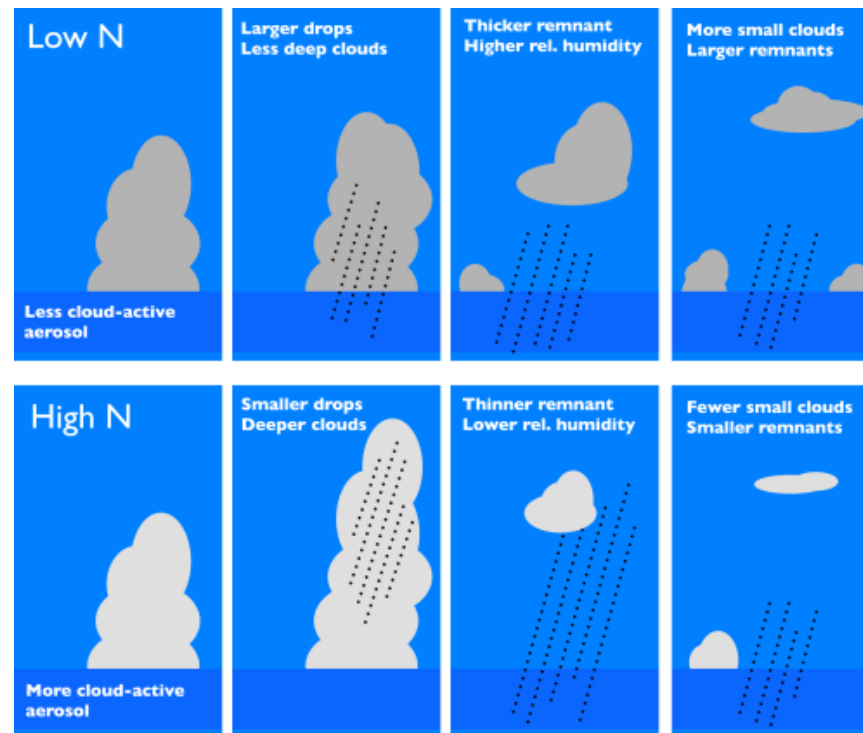 Low N
Less cloud-active
aerosol
Larger drops
Less deep clouds
Thicker remnant
Higher rel. humidity
More small clouds
Larger remnants
High N
More cloud-active
aerosol
Smaller drops
Deeper clouds
Thinner remnant
Lower rel. humidity
Fewer small clouds
Smaller remnants